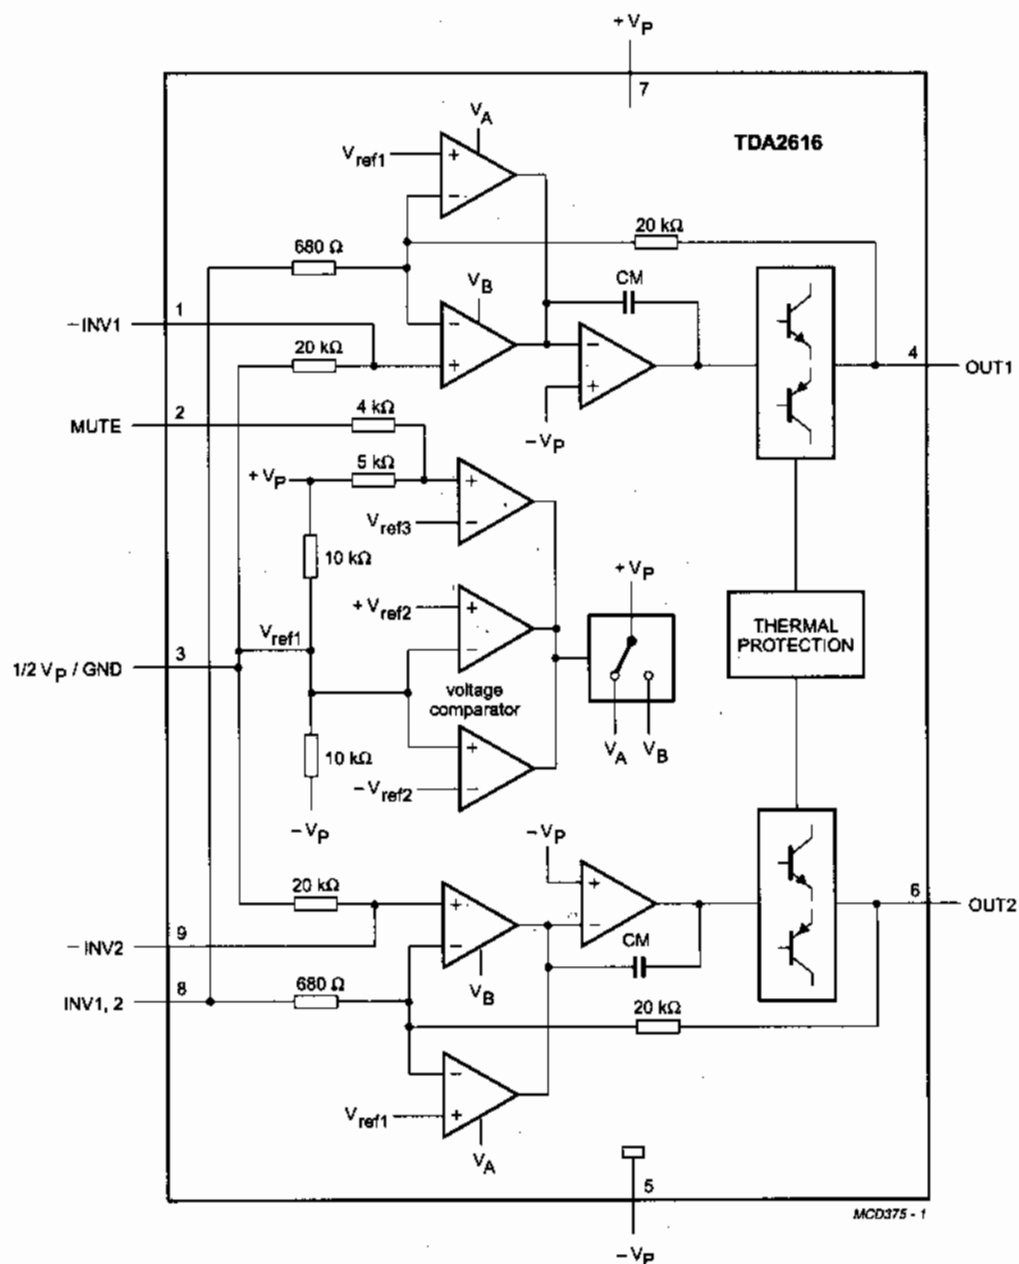 +VP
7
VA
TDA2616
Vref1
+
−
20 kΩ
680 Ω
CM
VB
1
−INV1
−
−
20 kΩ
+
4
OUT1
+
2
4 kΩ
MUTE
−VP
5 kΩ
+VP
+
Vref3
−
10 kΩ
+VP
+Vref2
+
THERMAL
PROTECTION
Vref1
3
−
1/2 VP / GND
voltage
comparator
+
10 kΩ
VA
VB
−Vref2
−
−VP
−VP
20 kΩ
+
6
+
OUT2
9
−
−INV2
−
CM
680 Ω
8
VB
INV1, 2
20 kΩ
−
Vref1
+
VA
5
MCD375 - 1
−VP